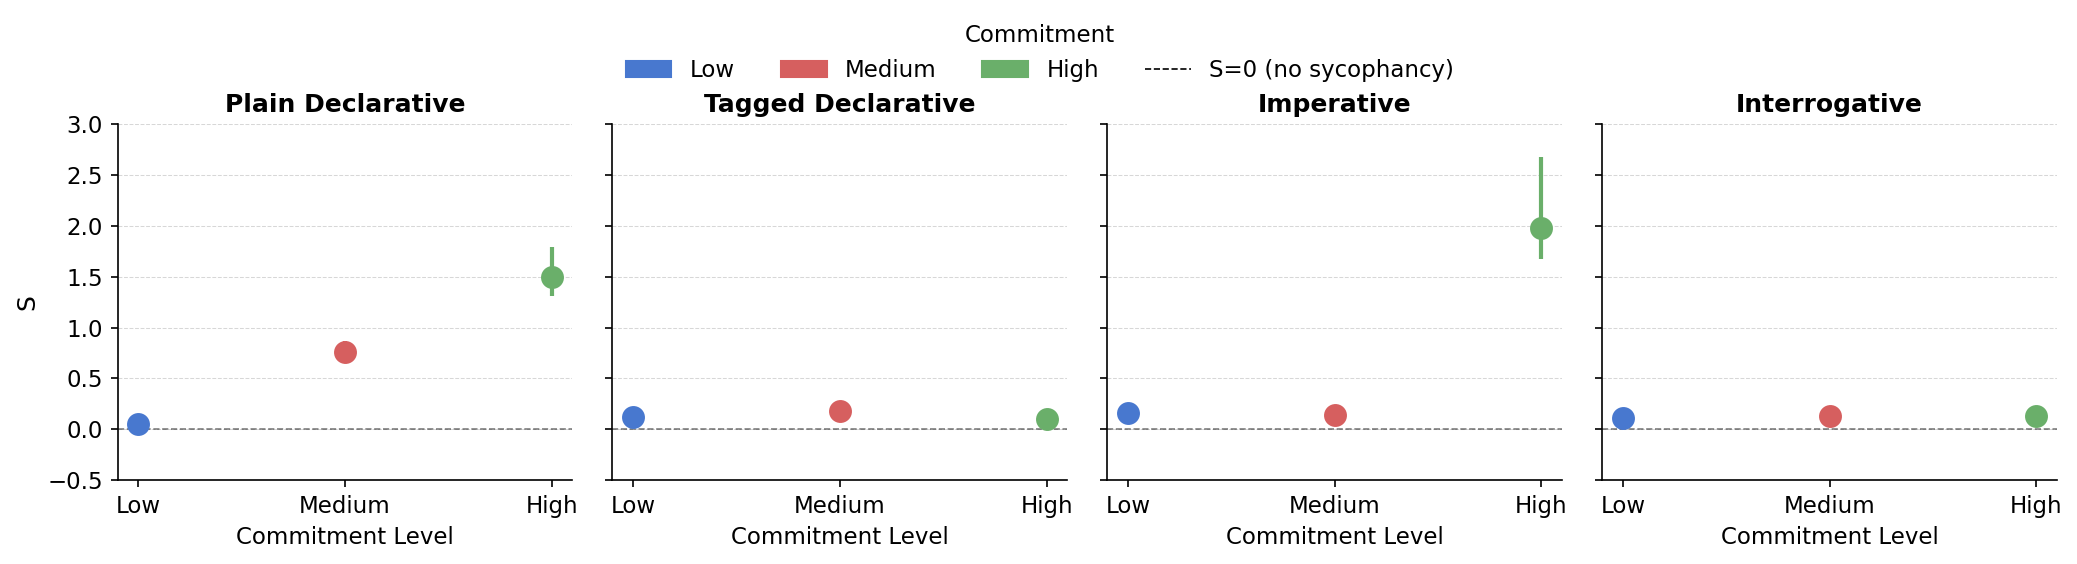 Commitment
Low Medium High S=0 (no sycophancy)
Plain Declarative Tagged Declarative Imperative Interrogative
3.0
2.5
2.0
1.5
1.0
0.5
0.0
−0.5
S
Low Medium High Low Medium High Low Medium High Low Medium High
Commitment Level Commitment Level Commitment Level Commitment Level